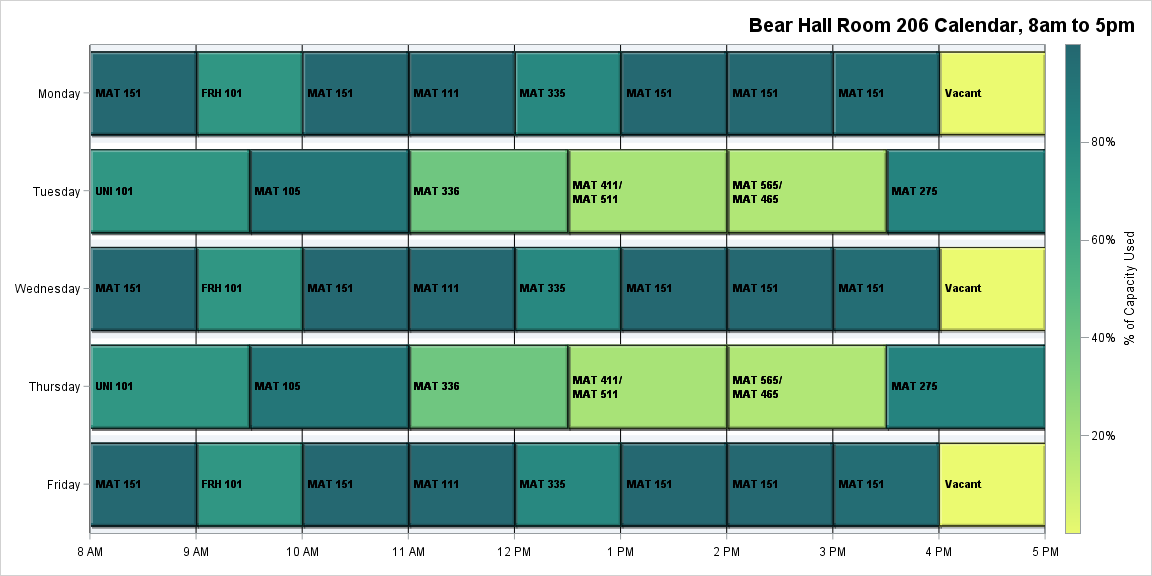 Bear Hall Room 206 Calendar, 8am to 5pm
Monday
MAT 151
FRH 101
MAT 151
MAT 111
MAT 335
MAT 151
MAT 151
MAT 151
Vacant
Tuesday
UNI 101
MAT 105
MAT 336
MAT 411/
MAT 511
MAT 565/
MAT 465
MAT 275
Wednesday
MAT 151
FRH 101
MAT 151
MAT 111
MAT 335
MAT 151
MAT 151
MAT 151
Vacant
Thursday
UNI 101
MAT 105
MAT 336
MAT 411/
MAT 511
MAT 565/
MAT 465
MAT 275
Friday
MAT 151
FRH 101
MAT 151
MAT 111
MAT 335
MAT 151
MAT 151
MAT 151
Vacant
8 AM
9 AM
10 AM
11 AM
12 PM
1 PM
2 PM
3 PM
4 PM
5 PM
80%
60%
40%
20%
% of Capacity Used